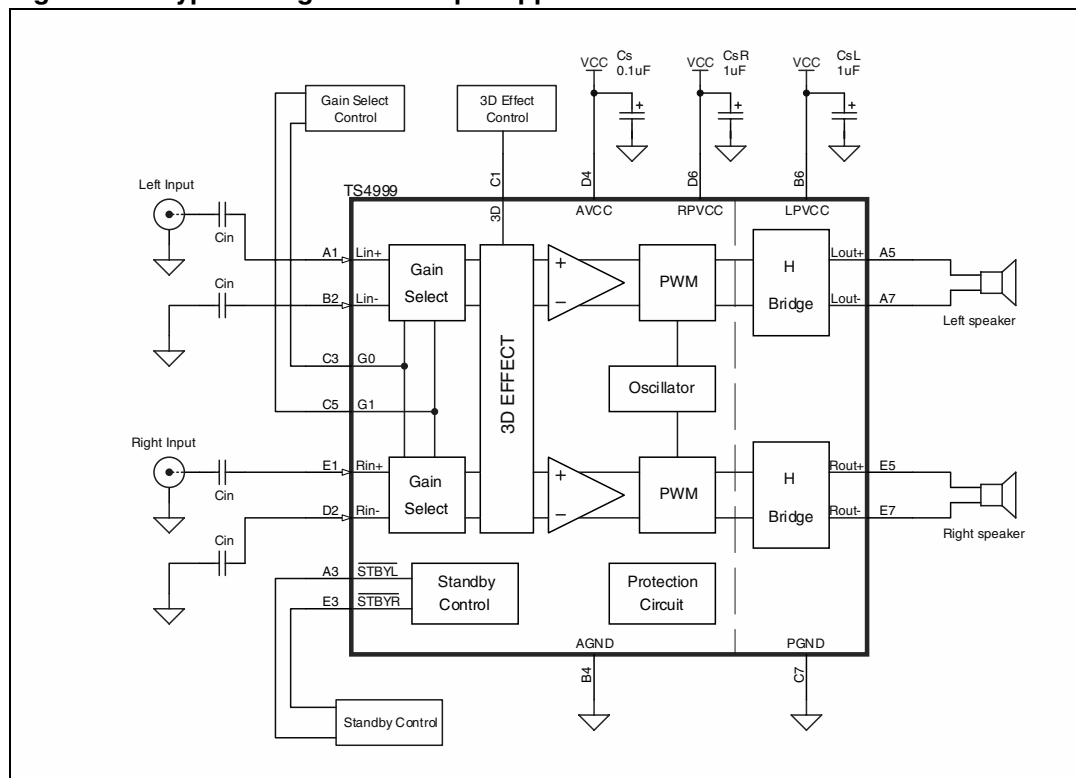 VCC
Cs
0.1uF
VCC
CsR
1uF
VCC
CsL
1uF
Gain Select
Control
3D Effect
Control
C1
D4
D6
B6
TS4999
3D
AVCC
RPVCC
LPVCC
Left Input
Cin
A1
Lin+
Gain
Select
+
−
PWM
H
Bridge
Lout+
A5
Cin
B2
Lin-
Lout-
A7
Left speaker
C3
G0
3D EFFECT
Oscillator
C5
G1
Right Input
Cin
E1
Rin+
Gain
Select
+
−
PWM
H
Bridge
Rout+
E5
Cin
D2
Rin-
Rout-
E7
Right speaker
A3
STBYL
Standby
Control
Protection
Circuit
E3
STBYR
AGND
PGND
B4
C7
Standby Control